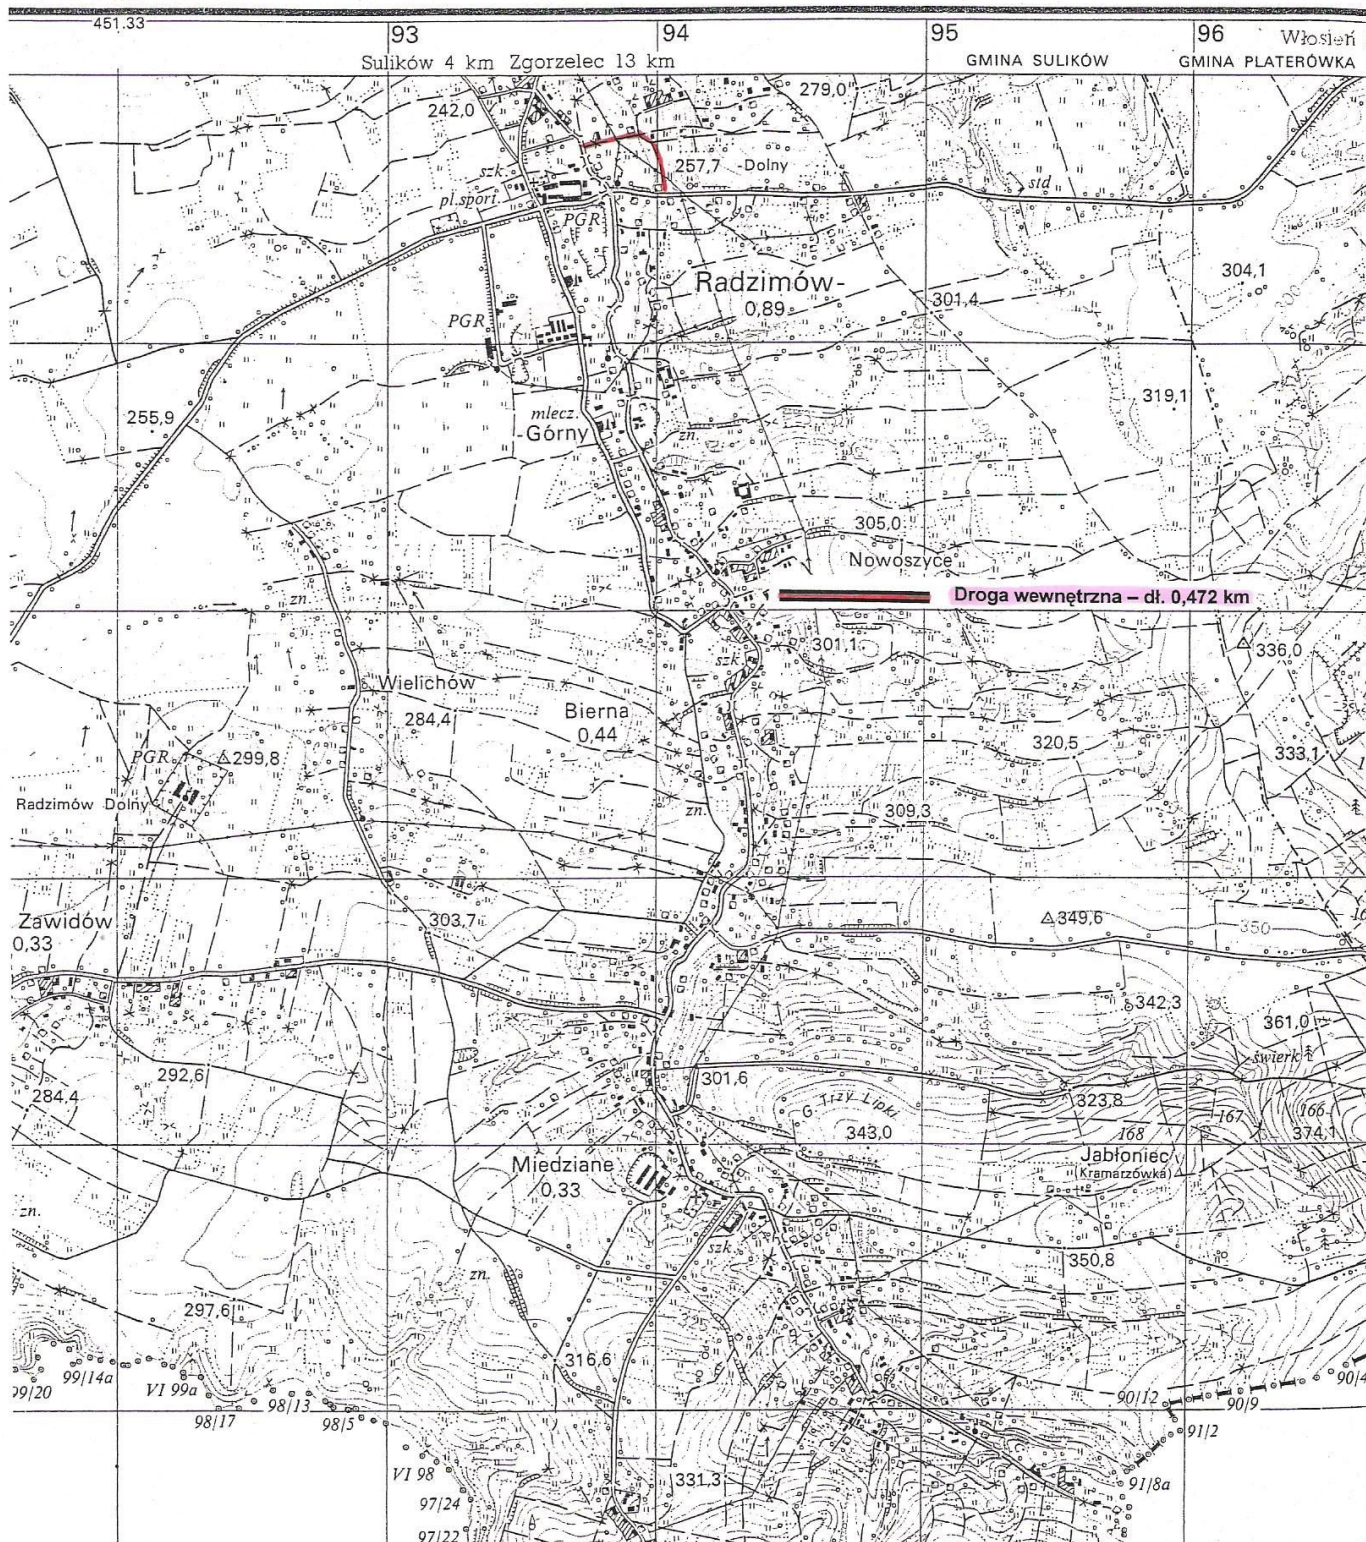 451.33
93
94
95
96
Włosień
Sulików 4 km Zgorzelec 13 km
GMINA SULIKÓW
GMINA PLATERÓWKA
242,0
279,0
szk.
257,7
-Dolny
std
pl.sport.
PGR
Radzimów-
0,89
304,1
301,4
PGR
319,1
255,9
mlecz.
-Górny
zn.
305,0
Nowoszyce
Droga wewnętrzna – dł. 0,472 km
zn.
szk.
301,1
336,0
Wielichów
284,4
Bierna
0,44
320,5
333,1
PGR
299,8
Radzimów Dolny
zn.
309,3
Zawidów
0,33
303,7
349,6
350
342,3
361,0
świerk
292,6
284,4
301,6
323,8
G. Trzy Lipki
343,0
167
166
168
374,1
Miedziane
0,33
Jabłoniec
(Kramarzówka)
zn.
szk.
350,8
zn.
297,6
325
316,6
99/20
99/14a
VI 99a
98/17
98/13
98/5
90/12
90/9
90/4
91/2
VI 98
97/24
97/22
331,3
91/8a